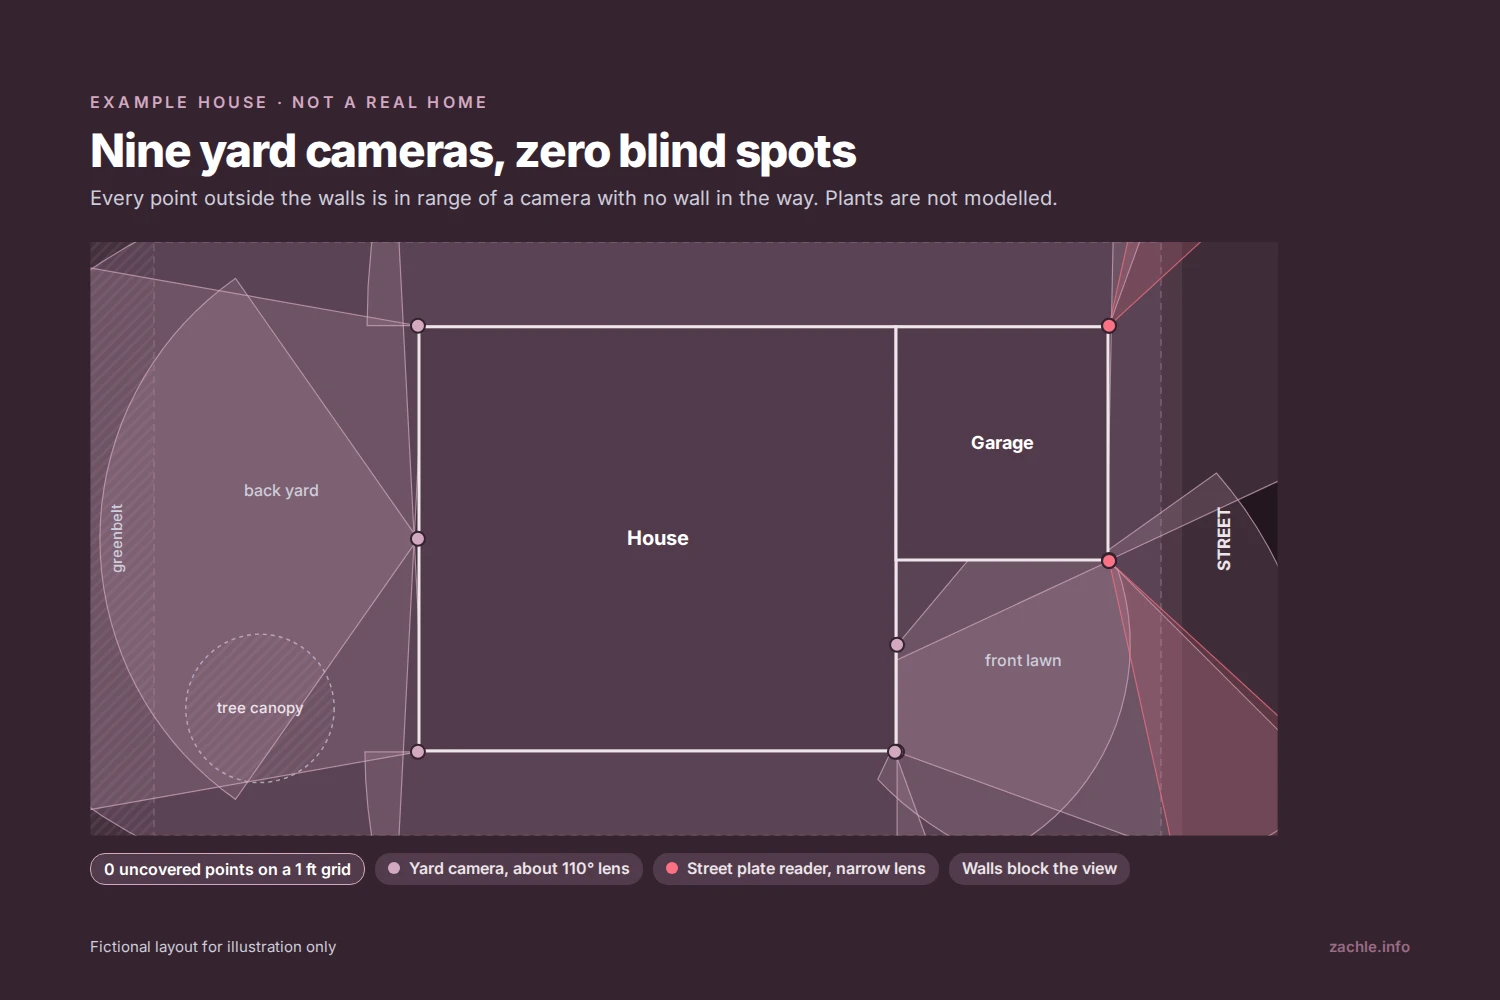 EXAMPLE HOUSE · NOT A REAL HOME
Nine yard cameras, zero blind spots
Every point outside the walls is in range of a camera with no wall in the way. Plants are not modelled.
Garage
back yard
greenbelt
House
STREET
front lawn
tree canopy
0 uncovered points on a 1 ft grid
Yard camera, about 110° lens
Street plate reader, narrow lens
Walls block the view
Fictional layout for illustration only
zachle.info